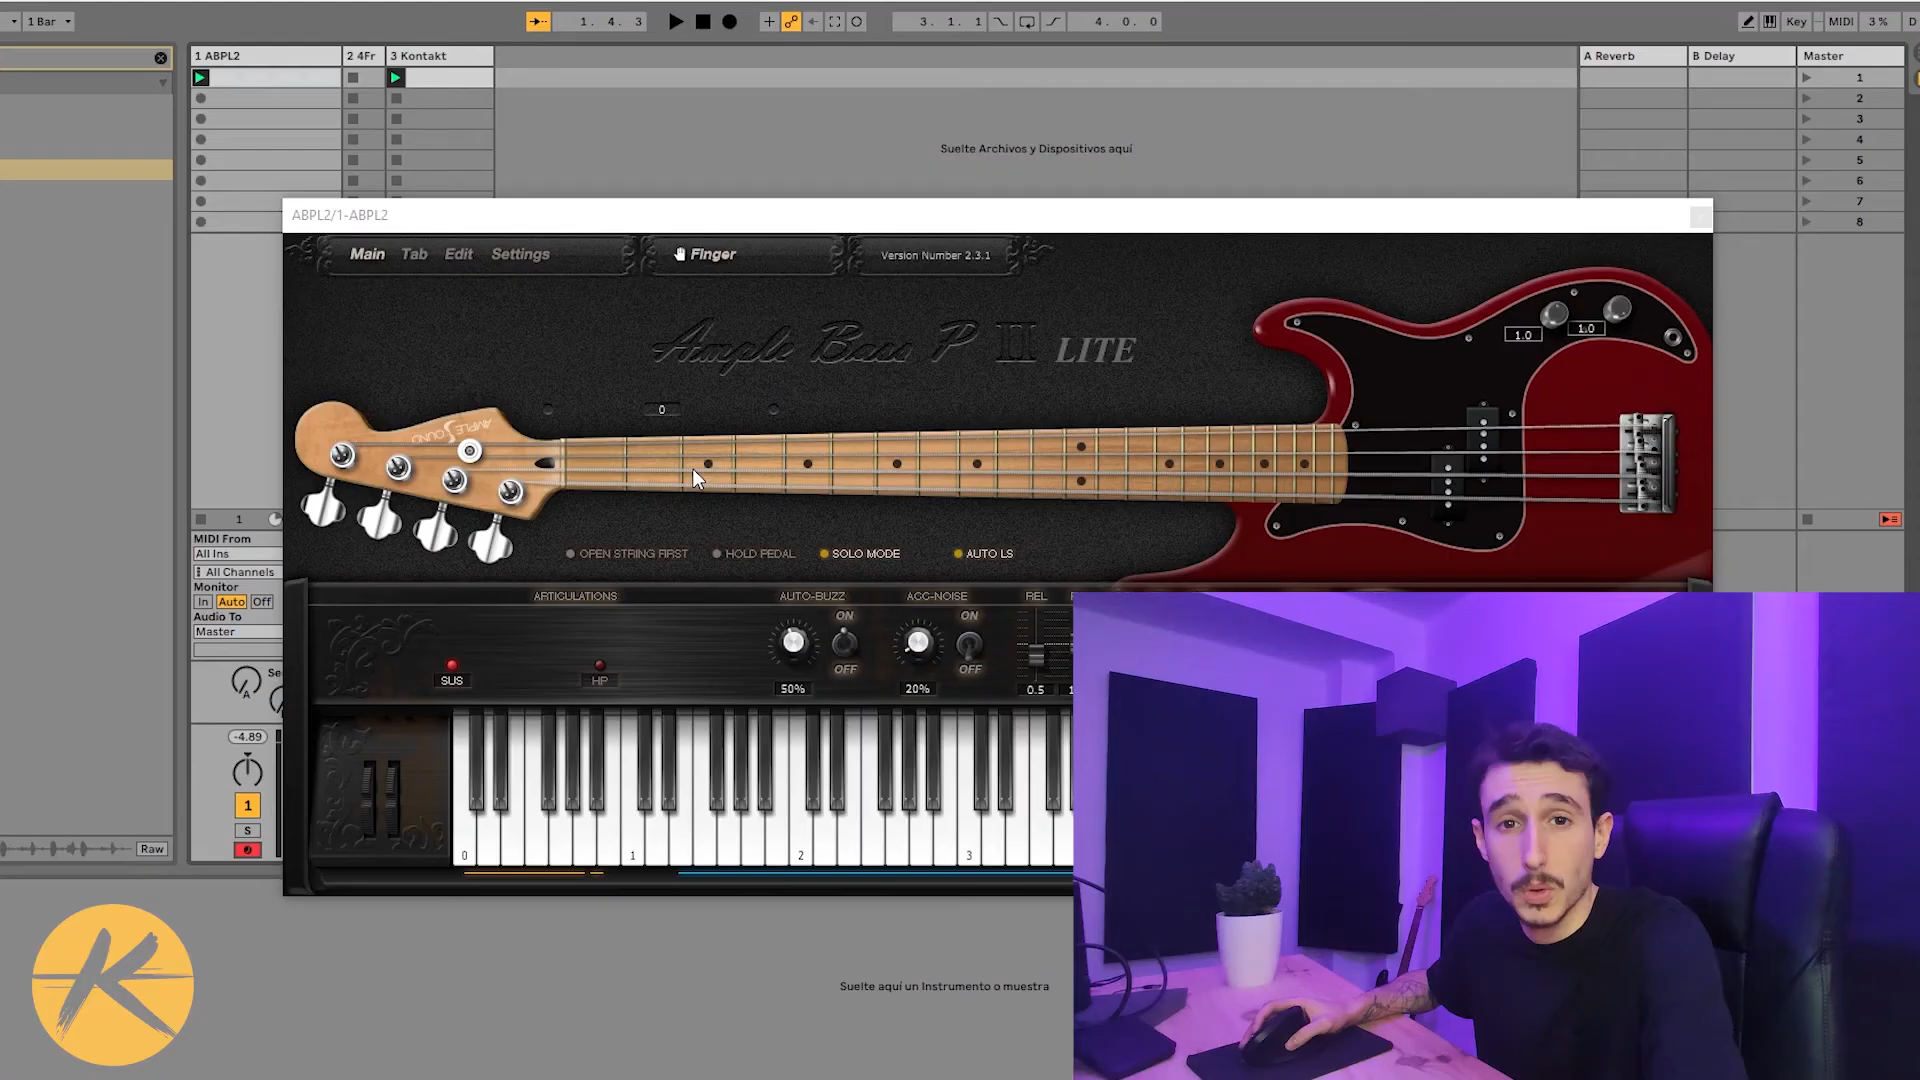 1 Bar
1. 4. 3
3. 1. 1
4. 0. 0
Key
MIDI
3 %
D
1 ABPL2
2 4Fr
3 Kontakt
A Reverb
B Delay
Master
1
2
3
4
5
6
7
8
Suelte Archivos y Dispositivos aquí
ABPL2/1-ABPL2
Main
Tab
Edit
Settings
Finger
Version Number 2.3.1
Ample Bass P II LITE
1.0
1.0
0
AMPLE SOUND
OPEN STRING FIRST
HOLD PEDAL
SOLO MODE
AUTO LS
1
MIDI From
All Ins
All Channels
Monitor
In
Auto
Off
Audio To
Master
Se
A
-4.89
1
S
Raw
ARTICULATIONS
AUTO-BUZZ
ACC-NOISE
REL
ON
ON
OFF
OFF
SUS
HP
50%
20%
0.5
0
1
2
3
K
Suelte aquí un Instrumento o muestra